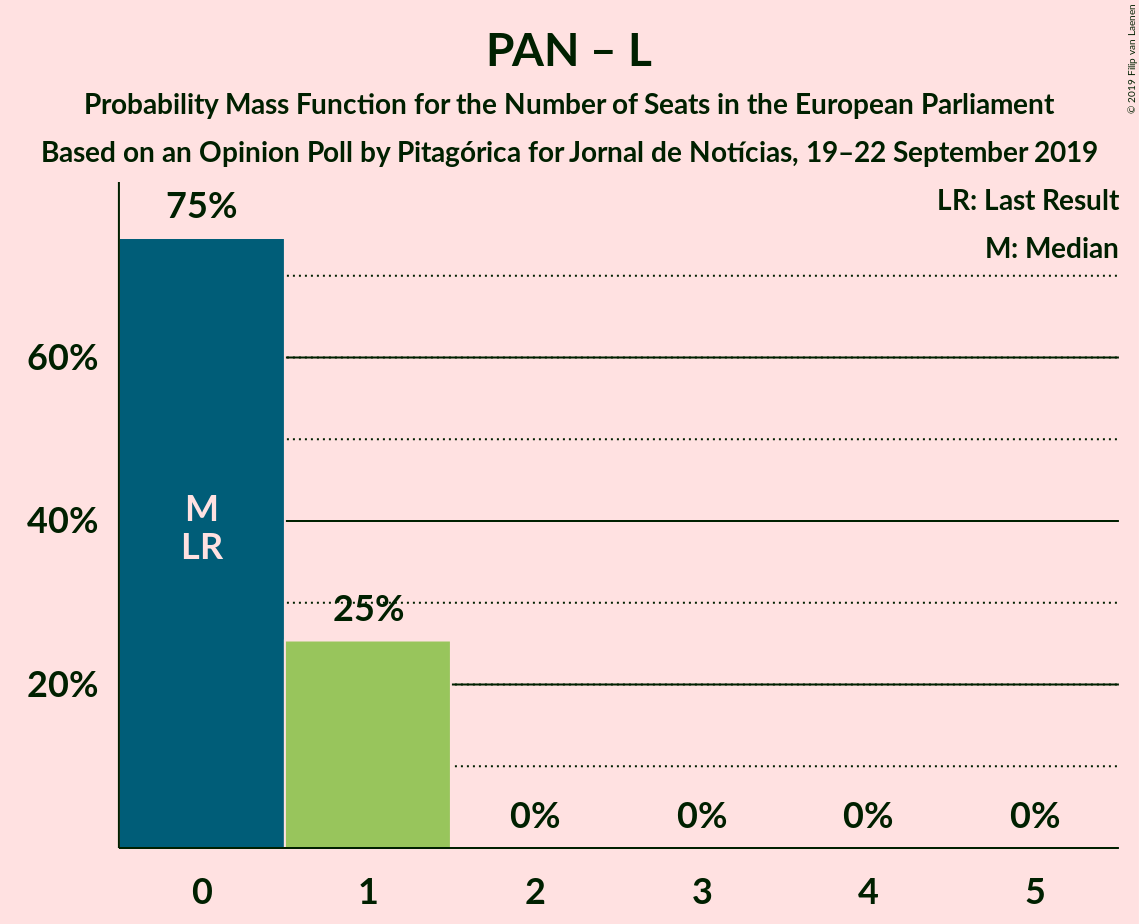 PAN – L
Probability Mass Function for the Number of Seats in the European Parliament
Based on an Opinion Poll by Pitagórica for Jornal de Notícias, 19–22 September 2019
© 2019 Filip van Laenen
LR: Last Result
M: Median
75%
60%
M
40%
LR
25%
20%
0% 0% 0% 0%
0 1 2 3 4 5